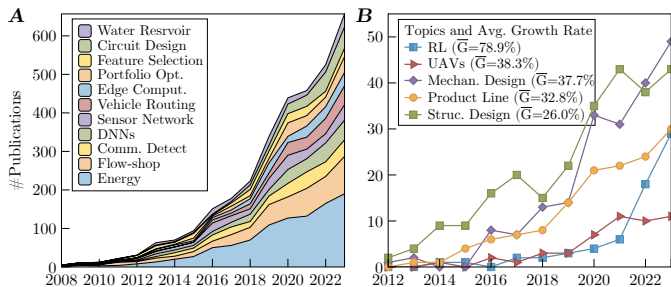 A
#Publications
600
500
400
300
200
100
0
Water Resrvoir
Circuit Design
Feature Selection
Portfolio Opt.
Edge Comput.
Vehicle Routing
Sensor Network
DNNs
Comm. Detect
Flow-shop
Energy
2008 2010 2012 2014 2016 2018 2020 2022
B
50
40
30
20
10
0
Topics and Avg. Growth Rate
RL (G̅=78.9%)
UAVs (G̅=38.3%)
Mechan. Design (G̅=37.7%
Product Line (G̅=32.8%)
Struc. Design (G̅=26.0%)
2012 2014 2016 2018 2020 2022